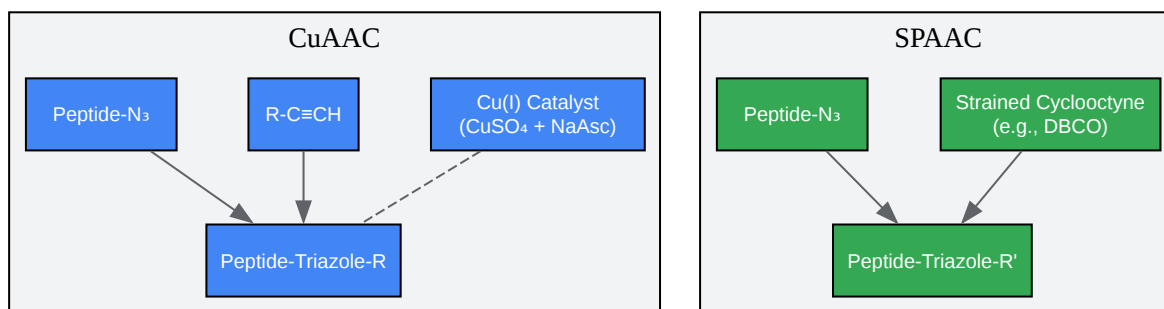 CuAAC
Peptide-N₃
R-C≡CH
Cu(I) Catalyst
(CuSO₄ + NaAsc)
Peptide-Triazole-R
SPAAC
Peptide-N₃
Strained Cyclooctyne
(e.g., DBCO)
Peptide-Triazole-R'